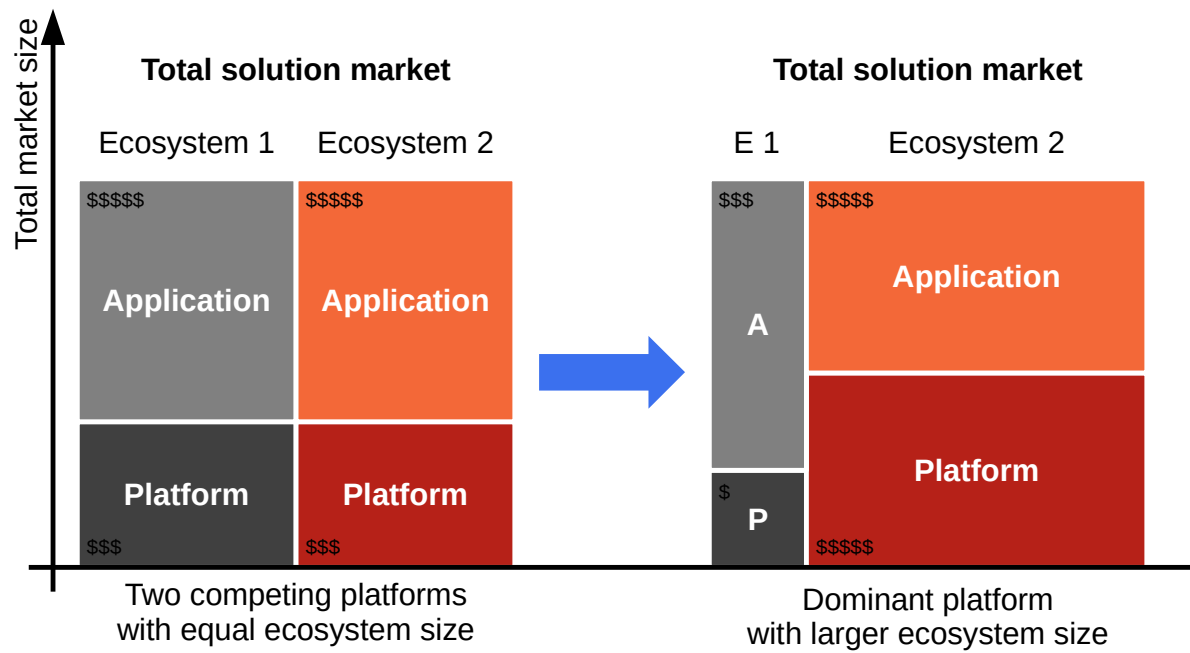 Total market size
Total solution market
Ecosystem 1
Ecosystem 2
$$$$$
$$$$$
Application
Application
Platform
Platform
$$$
$$$
Two competing platforms
with equal ecosystem size
Total solution market
E 1
Ecosystem 2
$$$
$$$$$
A
Application
$
P
Platform
$$$$$
Dominant platform
with larger ecosystem size